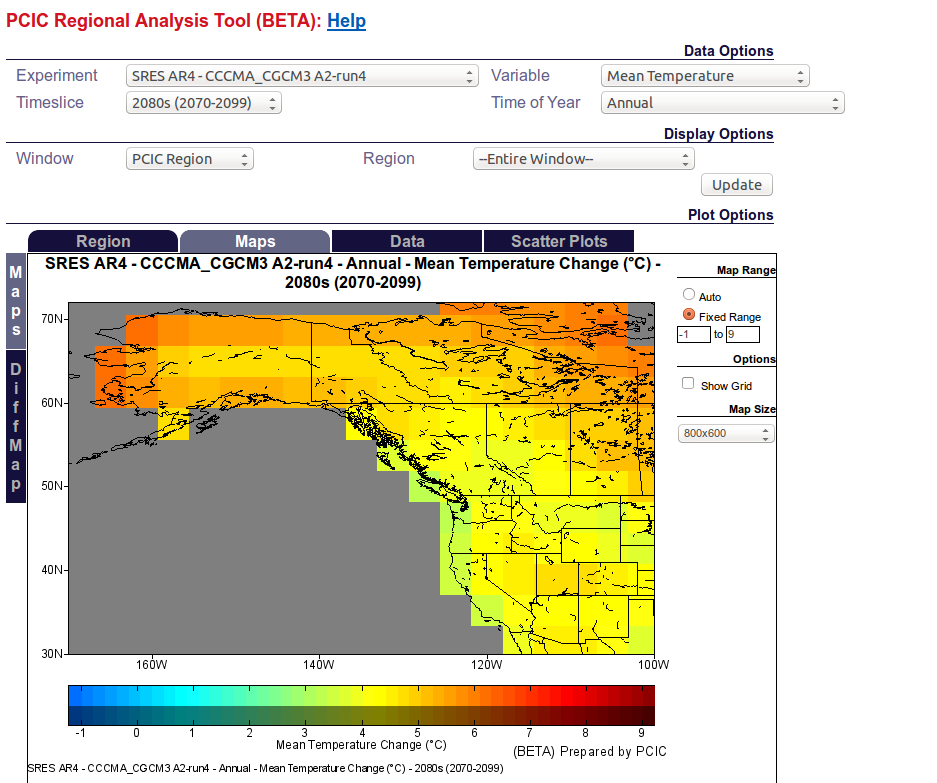 PCIC Regional Analysis Tool (BETA): Help
Data Options
Experiment SRES AR4 - CCCMA_CGCM3 A2-run4 Variable Mean Temperature
Timeslice 2080s (2070-2099) Time of Year Annual
Display Options
Window PCIC Region Region --Entire Window--
Update
Plot Options
Region Maps Data Scatter Plots
Maps
Diff Map
SRES AR4 - CCCMA_CGCM3 A2-run4 - Annual - Mean Temperature Change (°C) -
2080s (2070-2099)
Map Range
Auto
Fixed Range
-1 to 9
Options
Show Grid
Map Size
800x600
70N
60N
50N
40N
30N
160W 140W 120W 100W
-1 0 1 2 3 4 5 6 7 8 9
Mean Temperature Change (°C)
(BETA) Prepared by PCIC
SRES AR4 - CCCMA_CGCM3 A2-run4 - Annual - Mean Temperature Change (°C) - 2080s (2070-2099)